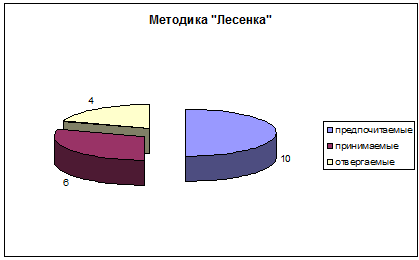 Методика "Лесенка"
4
10
6
предпочитаемые
принимаемые
отвергаемые